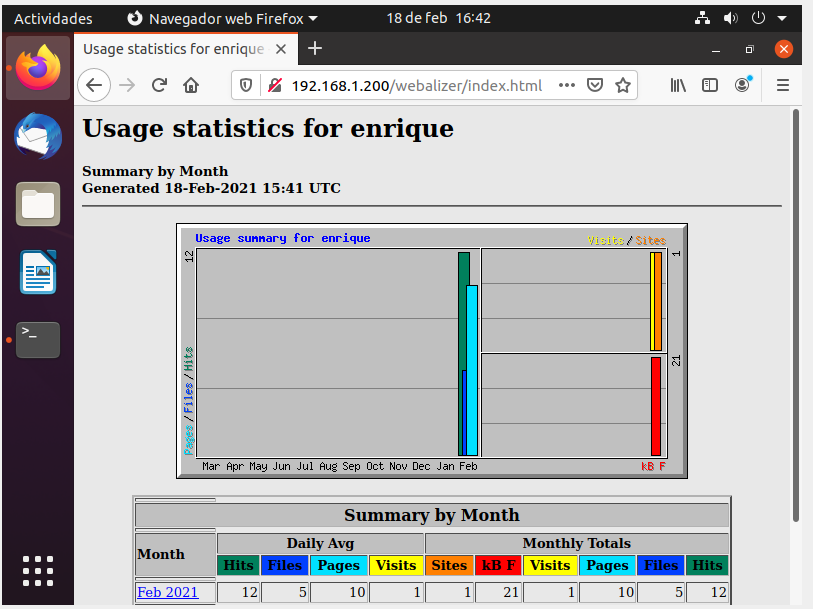 Actividades Navegador web Firefox 18 de feb 16:42
Usage statistics for enrique
192.168.1.200/webalizer/index.html
Usage statistics for enrique
Summary by Month
Generated 18-Feb-2021 15:41 UTC
Usage summary for enrique
Visits/Sites
12
1
21
Pages/Files/Hits
Mar Apr May Jun Jul Aug Sep Oct Nov Dec Jan Feb
kB F
Summary by Month
Month Daily Avg Monthly Totals
Hits Files Pages Visits Sites kB F Visits Pages Files Hits
Feb 2021 12 5 10 1 1 21 1 10 5 12